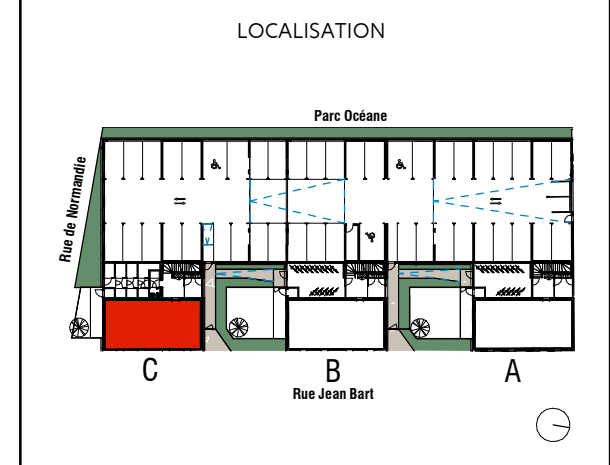 LOCALISATION
Parc Océane
Rue de Normandie
C
B
A
Rue Jean Bart